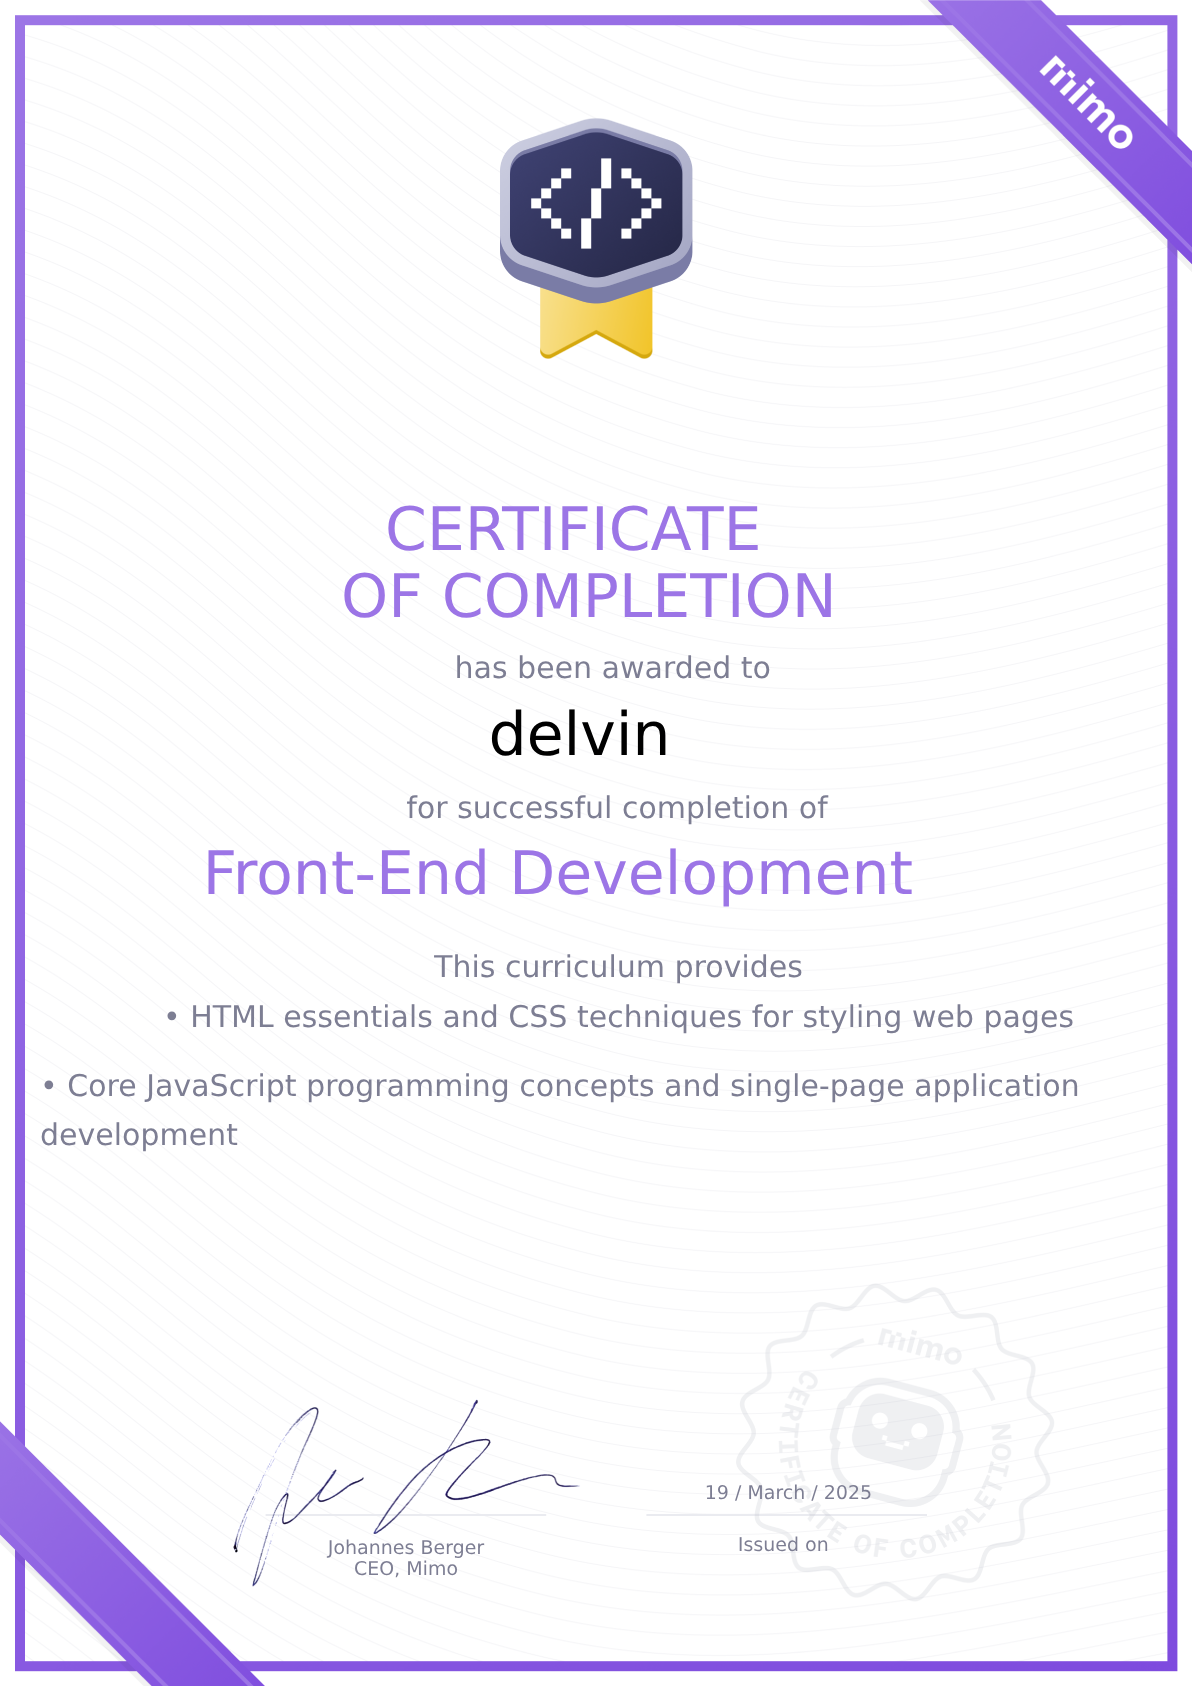 mimo
CERTIFICATE
OF COMPLETION
has been awarded to
delvin
for successful completion of
Front-End Development
This curriculum provides
• HTML essentials and CSS techniques for styling web pages
• Core JavaScript programming concepts and single-page application
development
mimo
CERTIFICATE OF COMPLETION
19 / March / 2025
Issued on
Johannes Berger
CEO, Mimo